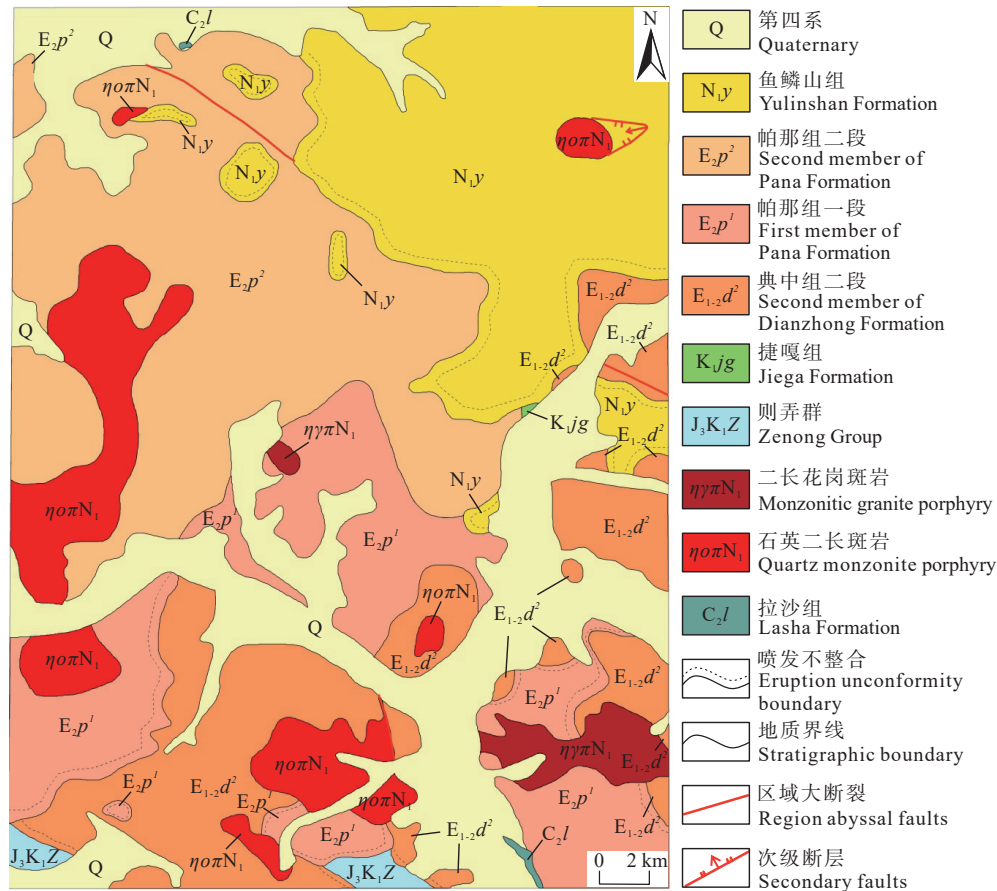 C₂l
E₂p²
Q
N
N₁y
ηοπN₁
N₁y
N₁y
ηοπN₁
N₁y
E₂p²
N₁y
E₁₋₂d²
E₁₋₂d²
Q
E₁₋₂d²
N₁y
K₁jg
ηγπN₁
E₁₋₂d²
N₁y
ηοπN₁
E₂p¹
E₁₋₂d²
E₂p¹
ηοπN₁
E₁₋₂d²
Q
ηοπN₁
E₁₋₂d²
E₁₋₂d²
E₂p¹
E₂p¹
ηγπN₁
ηοπN₁
E₁₋₂d²
E₁₋₂d²
E₂p¹
E₂p¹
E₂p¹
ηοπN₁
E₁₋₂d²
E₂p¹
E₁₋₂d²
J₃K₁Z
ηοπN₁
C₂l
Q
J₃K₁Z
0 2 km
Q
第四系
Quaternary
N₁y
鱼鳞山组
Yulinshan Formation
E₂p²
帕那组二段
Second member of
Pana Formation
E₂p¹
帕那组一段
First member of
Pana Formation
E₁₋₂d²
典中组二段
Second member of
Dianzhong Formation
K₁jg
捷嘎组
Jiega Formation
J₃K₁Z
则弄群
Zenong Group
ηγπN₁
二长花岗斑岩
Monzonitic granite porphyry
ηοπN₁
石英二长斑岩
Quartz monzonite porphyry
C₂l
拉沙组
Lasha Formation
喷发不整合
Eruption unconformity
boundary
地质界线
Stratigraphic boundary
区域大断裂
Region abyssal faults
次级断层
Secondary faults